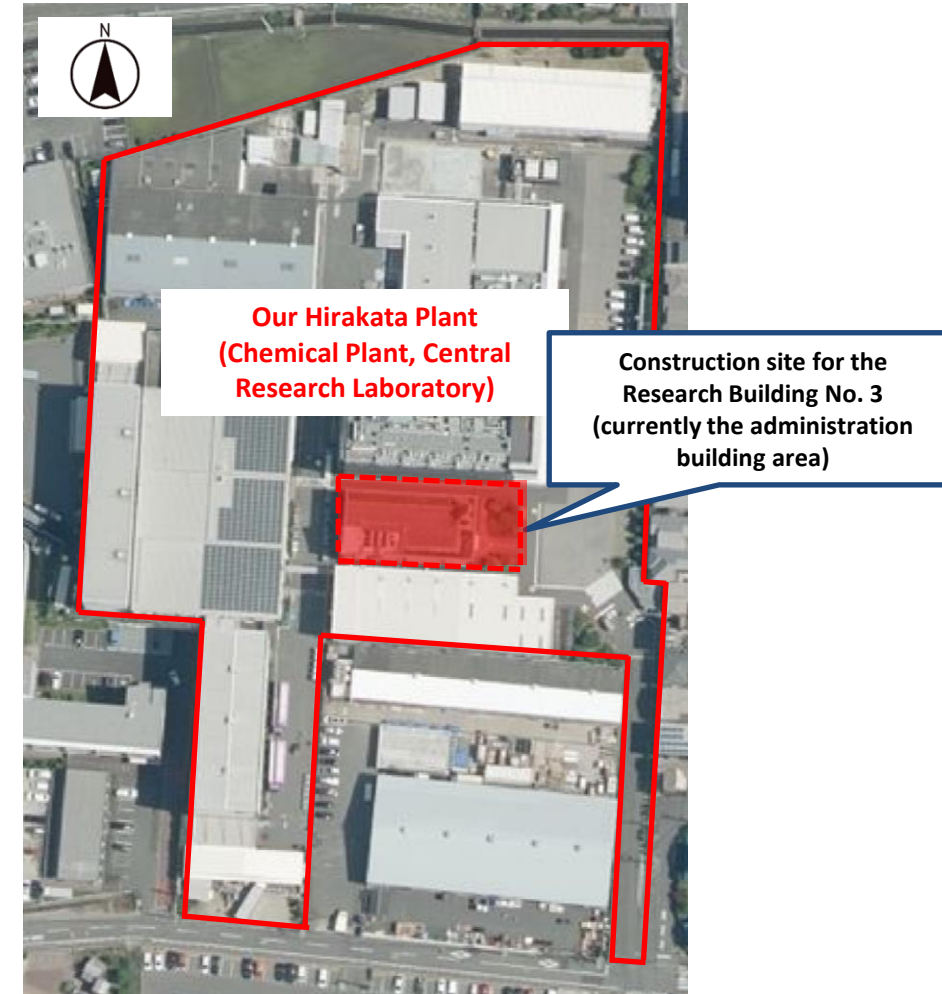 N
Our Hirakata Plant
(Chemical Plant, Central
Research Laboratory)
Construction site for the
Research Building No. 3
(currently the administration
building area)